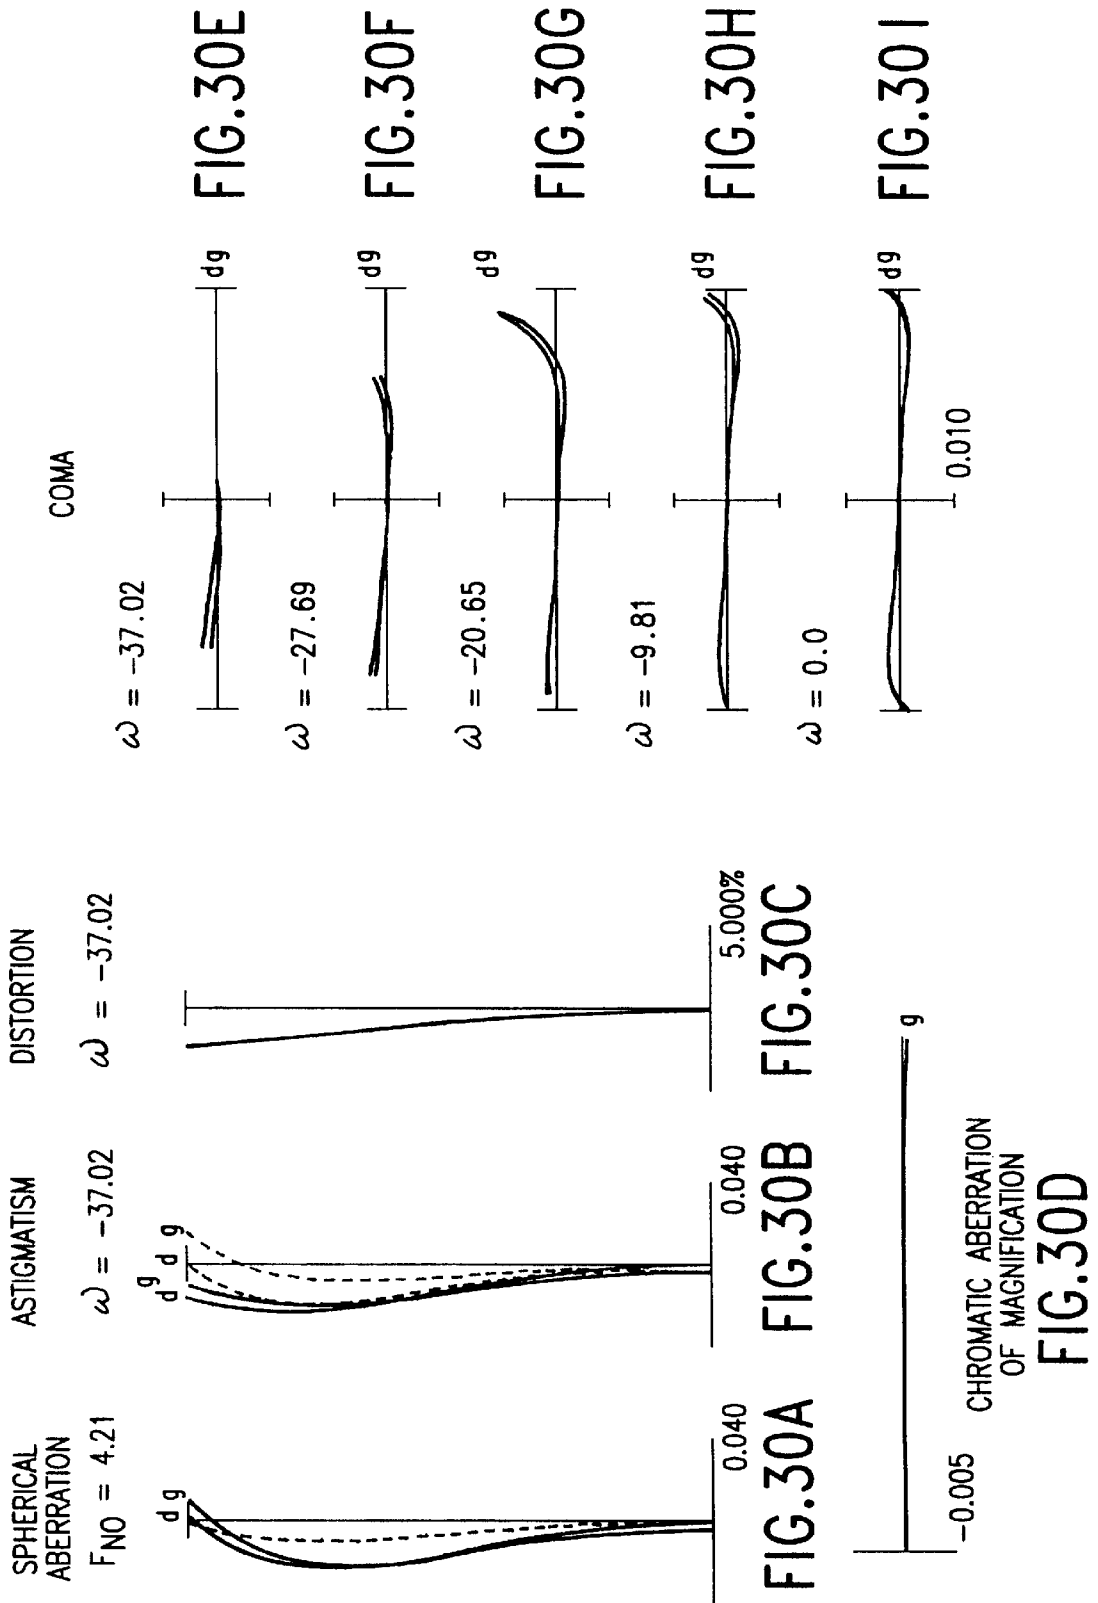 SPHERICAL
ABERRATION
FNO = 4.21
d g
0.040
FIG.30A
ASTIGMATISM
ω = -37.02
d g d g
0.040
FIG.30B
DISTORTION
ω = -37.02
5.000%
FIG.30C
-0.005
g
CHROMATIC ABERRATION
OF MAGNIFICATION
FIG.30D
COMA
ω = -37.02
dg
FIG.30E
ω = -27.69
dg
FIG.30F
ω = -20.65
dg
FIG.30G
ω = -9.81
dg
FIG.30H
ω = 0.0
dg
0.010
FIG.30I